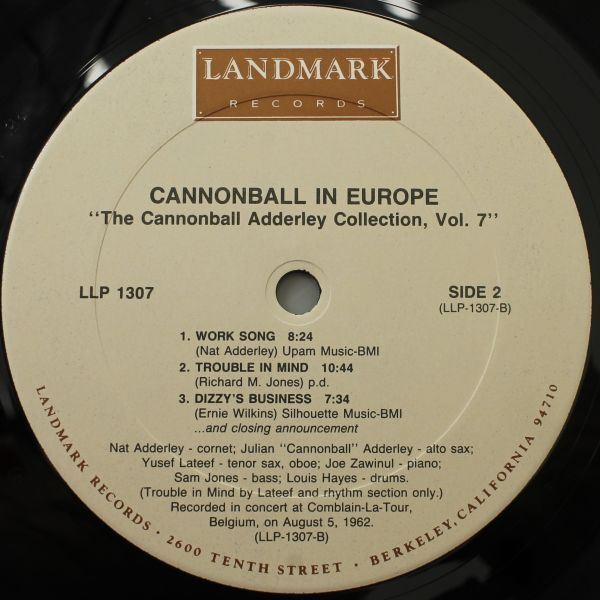 LANDMARK
RECORDS
CANNONBALL IN EUROPE
"The Cannonball Adderley Collection, Vol. 7"
LLP 1307
SIDE 2
(LLP-1307-B)
1. WORK SONG 8:24
(Nat Adderley) Upam Music-BMI
2. TROUBLE IN MIND 10:44
(Richard M. Jones) p.d.
3. DIZZY'S BUSINESS 7:34
(Ernie Wilkins) Silhouette Music-BMI
...and closing announcement
Nat Adderley - cornet; Julian "Cannonball" Adderley - alto sax;
Yusef Lateef - tenor sax, oboe; Joe Zawinul - piano;
Sam Jones - bass; Louis Hayes - drums.
(Trouble in Mind by Lateef and rhythm section only.)
Recorded in concert at Comblain-La-Tour,
Belgium, on August 5, 1962.
(LLP-1307-B)
LANDMARK RECORDS · 2600 TENTH STREET · BERKELEY, CALIFORNIA 94710